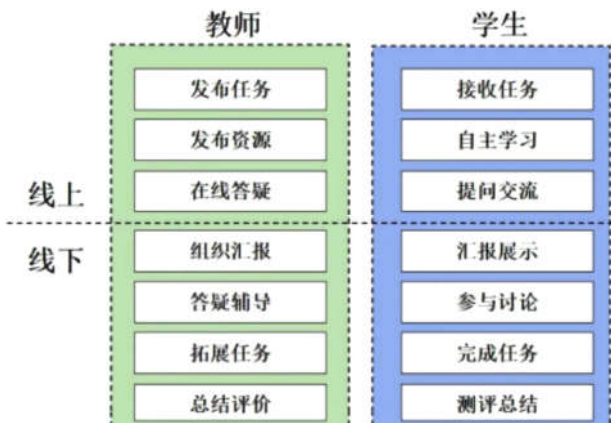 教师 学生
发布任务 接收任务
发布资源 自主学习
线上 在线答疑 提问交流
线下 组织汇报 汇报展示
答疑辅导 参与讨论
拓展任务 完成任务
总结评价 测评总结